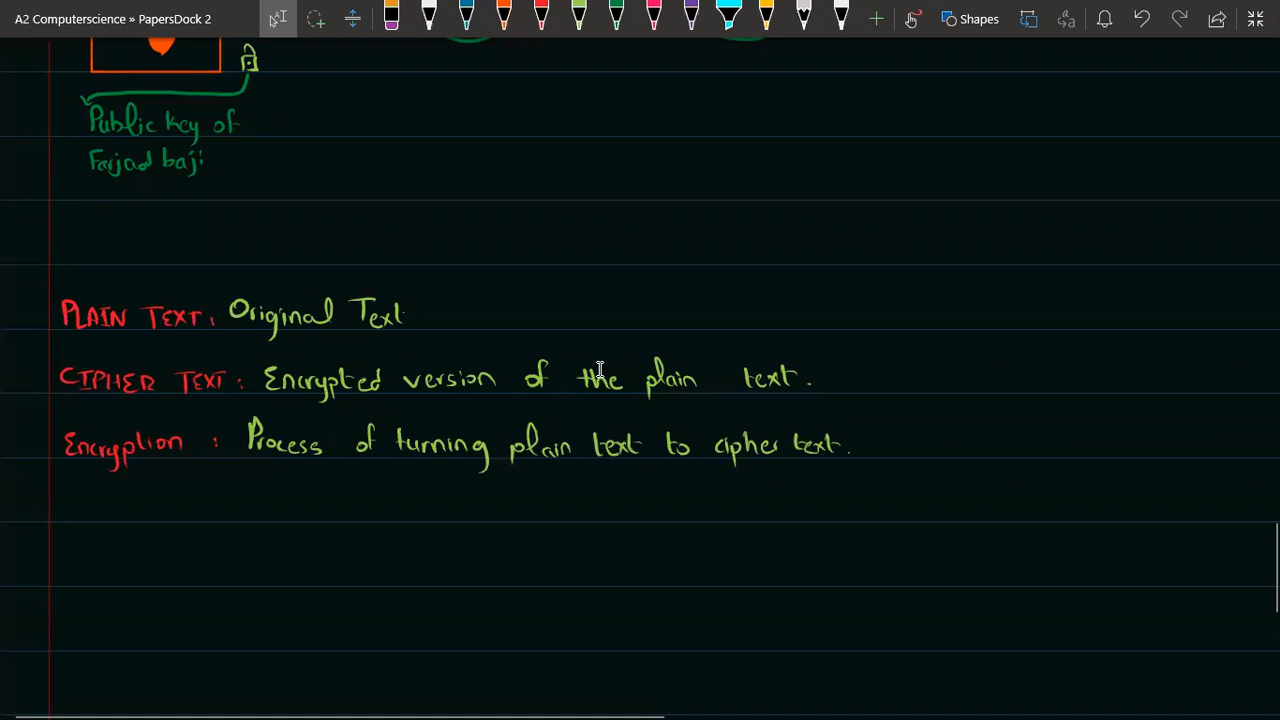 A2 Computerscience » PapersDock 2
Shapes
Public key of
Farjad baji
PLAIN TEXT: Original Text
CIPHER TEXT: Encrypted version of the plain text.
Encryption : Process of turning plain text to cipher text.